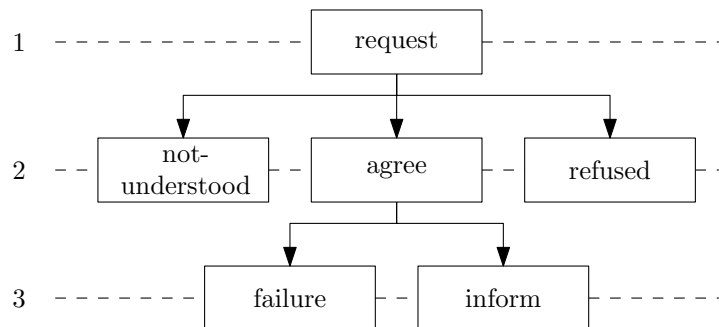 1
request
2
not-
understood
agree
refused
3
failure
inform